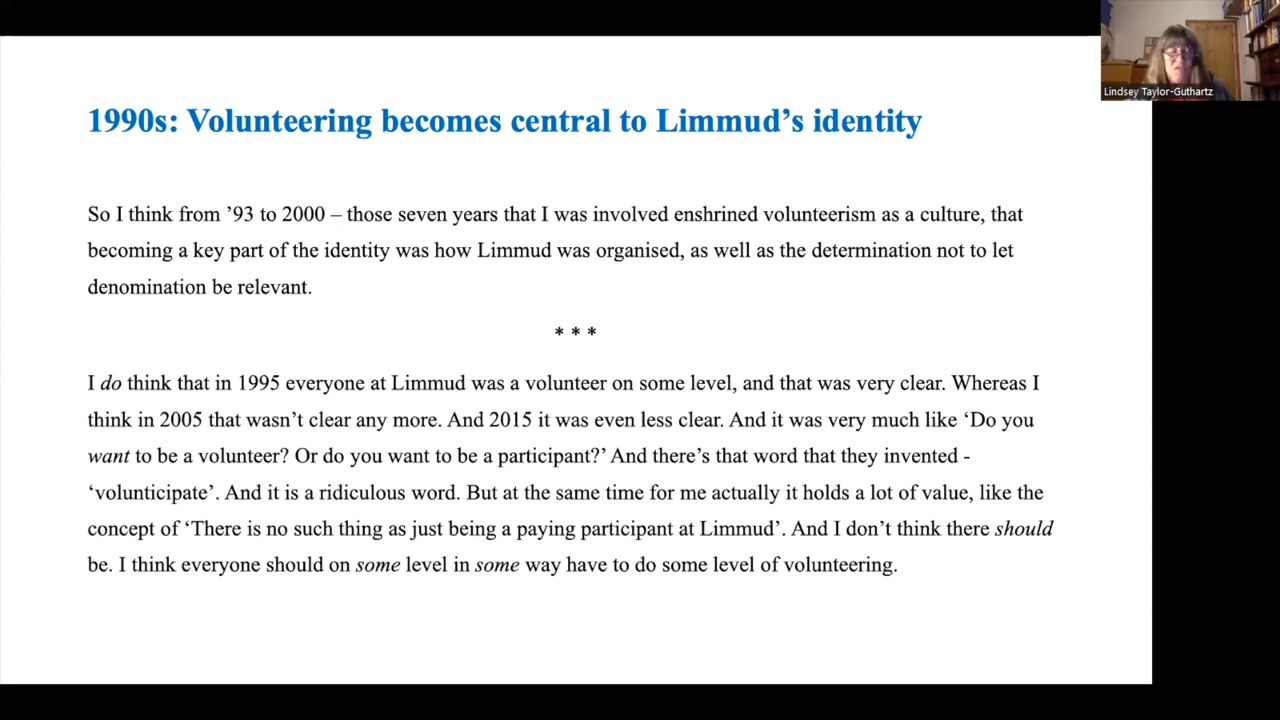 Lindsey Taylor-Guthartz
1990s: Volunteering becomes central to Limmud’s identity
So I think from ’93 to 2000 – those seven years that I was involved enshrined volunteerism as a culture, that
becoming a key part of the identity was how Limmud was organised, as well as the determination not to let
denomination be relevant.
* * *
I do think that in 1995 everyone at Limmud was a volunteer on some level, and that was very clear. Whereas I
think in 2005 that wasn’t clear any more. And 2015 it was even less clear. And it was very much like ‘Do you
want to be a volunteer? Or do you want to be a participant?’ And there’s that word that they invented -
‘volunticipate’. And it is a ridiculous word. But at the same time for me actually it holds a lot of value, like the
concept of ‘There is no such thing as just being a paying participant at Limmud’. And I don’t think there should
be. I think everyone should on some level in some way have to do some level of volunteering.